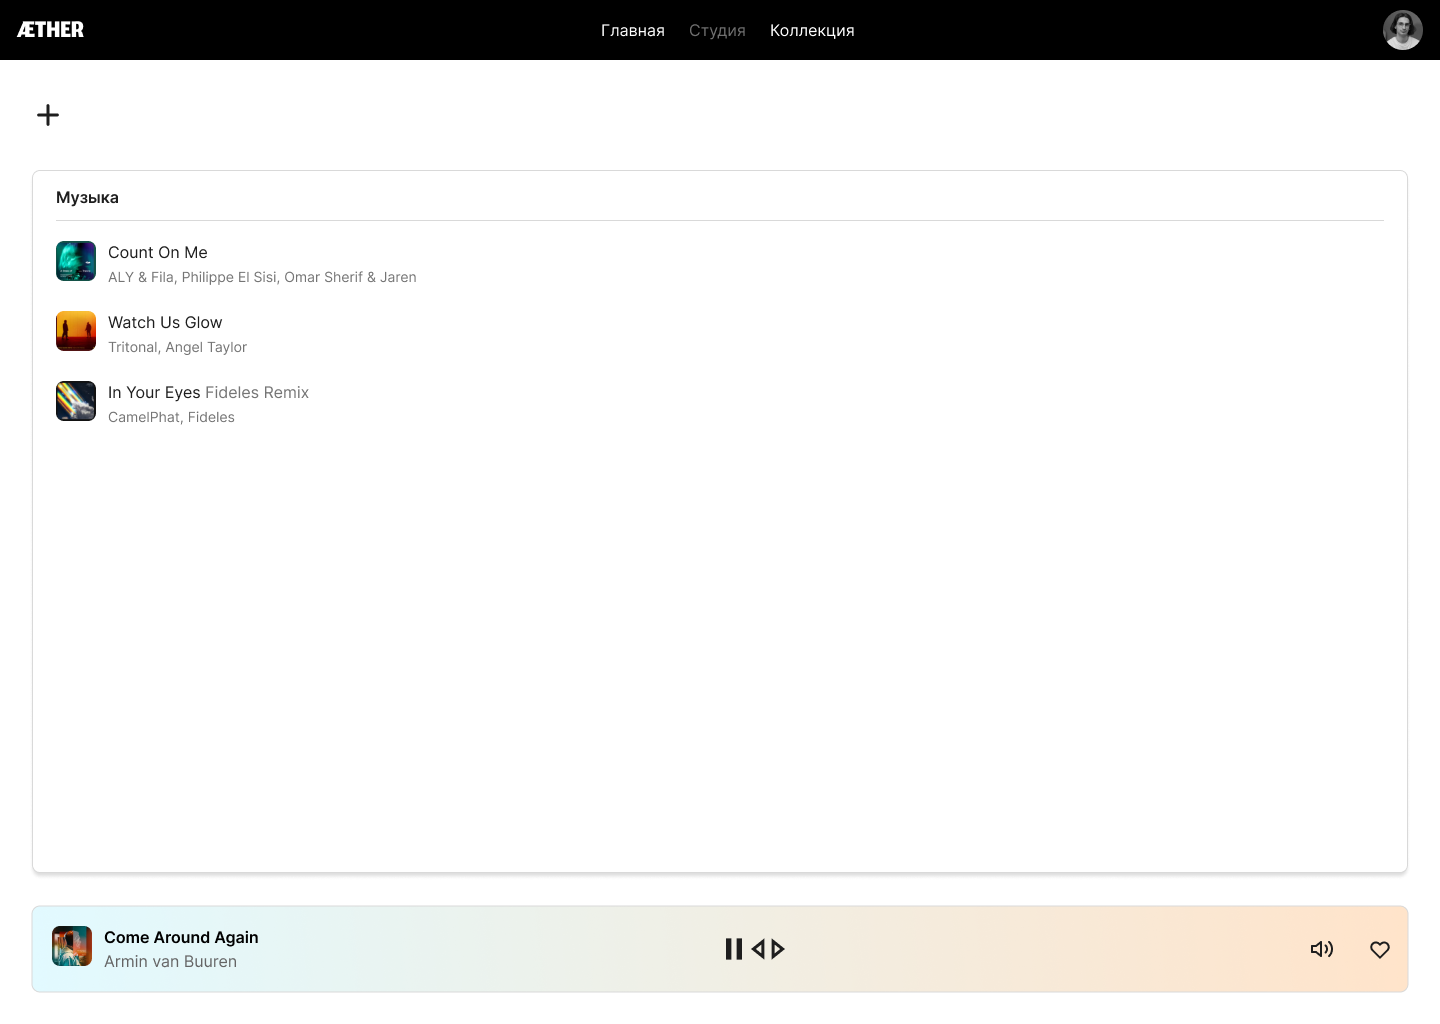 ÆTHER
Главная
Студия
Коллекция
Музыка
Count On Me
ALY & Fila, Philippe El Sisi, Omar Sherif & Jaren
Watch Us Glow
Tritonal, Angel Taylor
In Your Eyes Fideles Remix
CamelPhat, Fideles
Come Around Again
Armin van Buuren